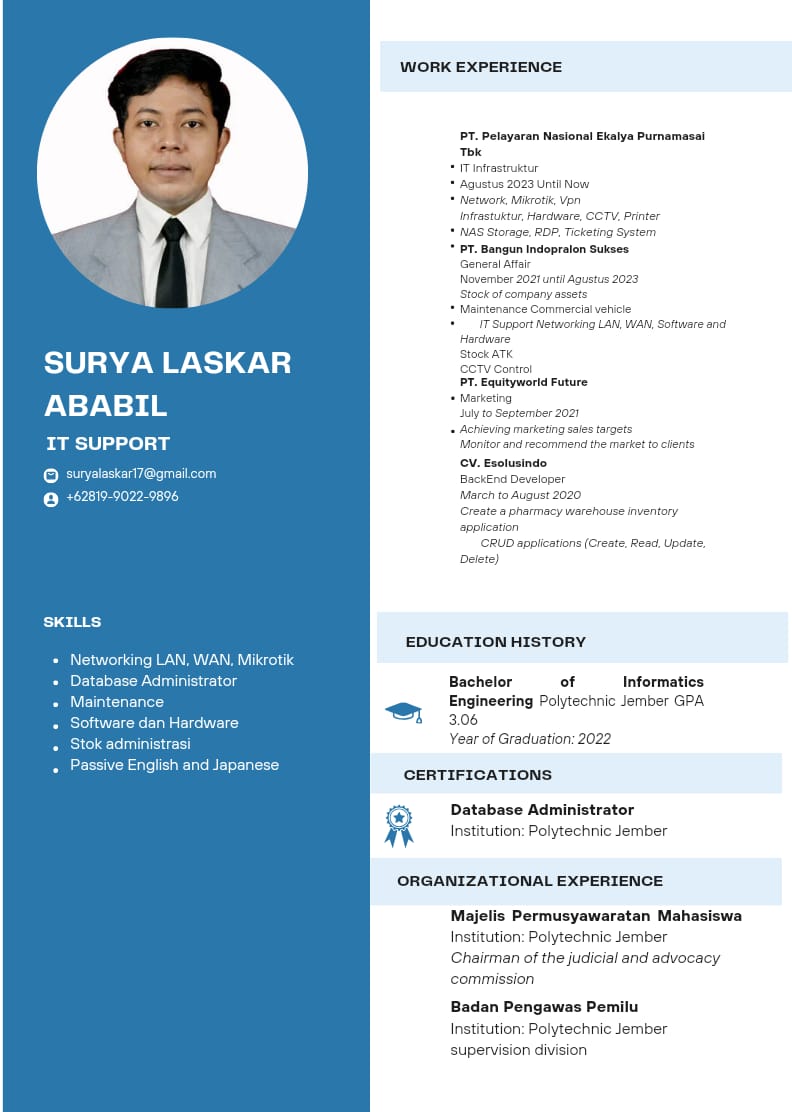 SURYA LASKAR
ABABIL
IT SUPPORT
suryalaskar17@gmail.com
+62819-9022-9896
SKILLS
• Networking LAN, WAN, Mikrotik
• Database Administrator
• Maintenance
• Software dan Hardware
• Stok administrasi
• Passive English and Japanese
WORK EXPERIENCE
PT. Pelayaran Nasional Ekalya Purnamasai
Tbk
• IT Infrastruktur
• Agustus 2023 Until Now
• Network, Mikrotik, Vpn
Infrastuktur, Hardware, CCTV, Printer
• NAS Storage, RDP, Ticketing System
• PT. Bangun Indopralon Sukses
General Affair
November 2021 until Agustus 2023
Stock of company assets
• Maintenance Commercial vehicle
• IT Support Networking LAN, WAN, Software and
Hardware
Stock ATK
CCTV Control
PT. Equityworld Future
• Marketing
July to September 2021
• Achieving marketing sales targets
Monitor and recommend the market to clients
CV. Esolusindo
BackEnd Developer
March to August 2020
Create a pharmacy warehouse inventory
application
CRUD applications (Create, Read, Update,
Delete)
EDUCATION HISTORY
Bachelor of Informatics
Engineering Polytechnic Jember GPA
3.06
Year of Graduation: 2022
CERTIFICATIONS
Database Administrator
Institution: Polytechnic Jember
ORGANIZATIONAL EXPERIENCE
Majelis Permusyawaratan Mahasiswa
Institution: Polytechnic Jember
Chairman of the judicial and advocacy
commission
Badan Pengawas Pemilu
Institution: Polytechnic Jember
supervision division